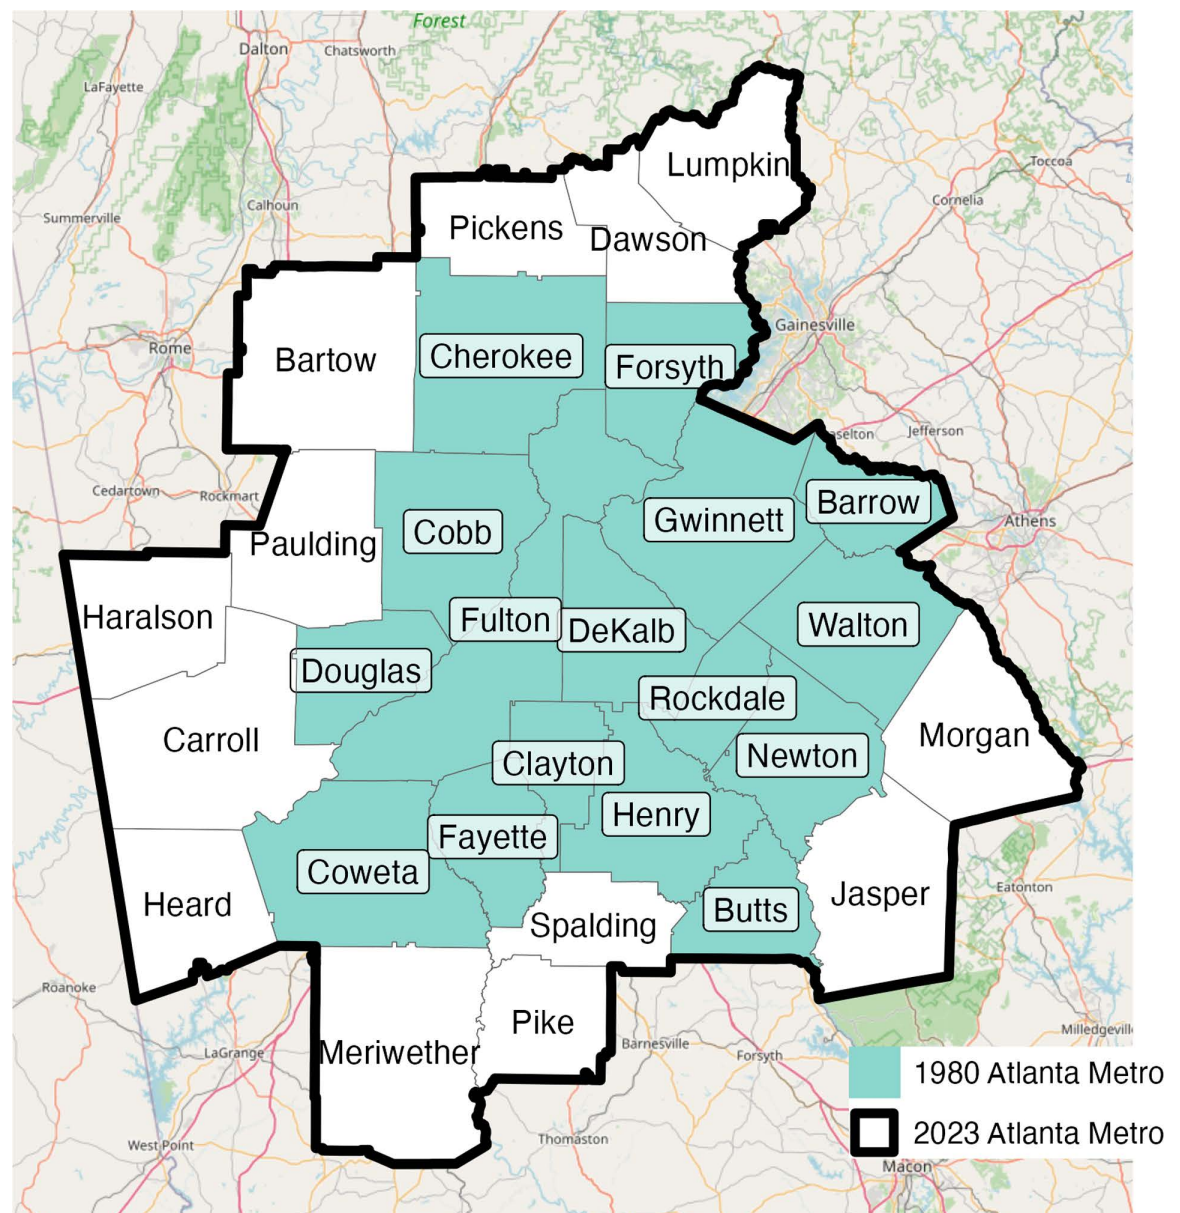 Forest
Dalton
Chatsworth
LaFayette
Lumpkin
Toccoa
Summerville
Calhoun
Cornelia
Pickens
Dawson
Gainesville
Rome
Bartow
Cherokee
Forsyth
aselton
Jefferson
Cedartown
Rockmart
Cobb
Gwinnett
Barrow
Athens
Paulding
Haralson
Fulton
DeKalb
Walton
Douglas
Rockdale
Carroll
Clayton
Newton
Morgan
Henry
Fayette
Coweta
Heard
Spalding
Butts
Jasper
Eatonton
Roanoke
Pike
Milledgevill
LaGrange
Meriwether
Barnesville
Forsyth
1980 Atlanta Metro
West Point
Thomaston
2023 Atlanta Metro
Macon